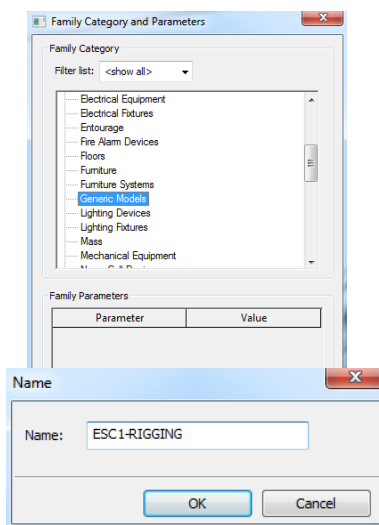 Family Category and Parameters
Family Category
Filter list: <show all>
Electrical Equipment
Electrical Fixtures
Entourage
Fire Alarm Devices
Floors
Furniture
Furniture Systems
Generic Models
Lighting Devices
Lighting Fixtures
Mass
Mechanical Equipment
Family Parameters
Parameter Value
Name
Name: ESC1-RIGGING
OK Cancel